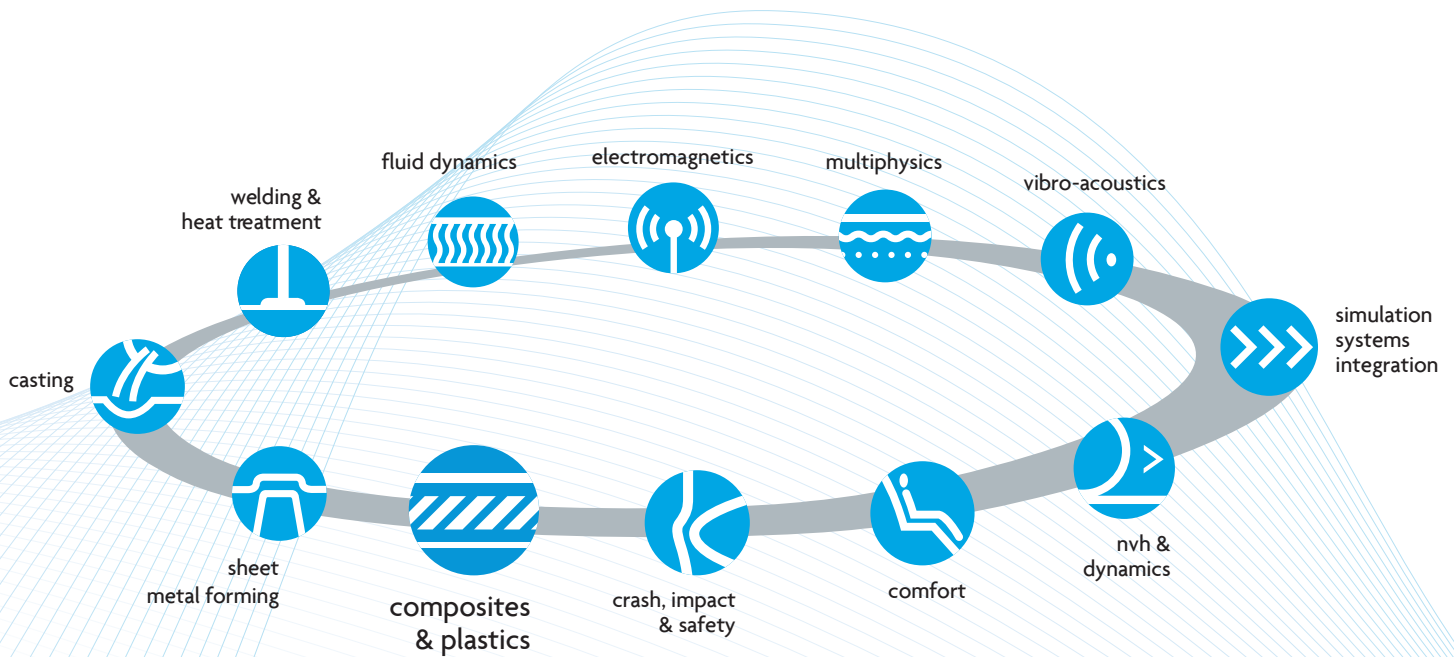 fluid dynamics
electromagnetics
multiphysics
vibro-acoustics
welding &
heat treatment
simulation
systems
integration
casting
sheet
metal forming
composites
& plastics
crash, impact
& safety
comfort
nvh &
dynamics